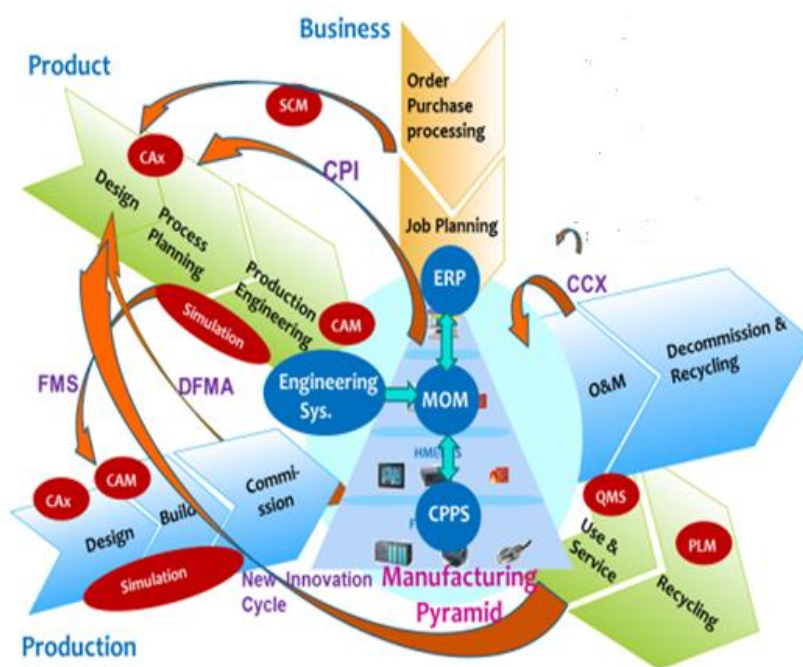 Business
Product
Order
Purchase
processing
SCM
CAx
CPI
Design
Process
Planning
Job Planning
Production
Engineering
ERP
CCX
Simulation
CAM
Decommission &
Recycling
O&M
FMS
DFMA
Engineering
Sys.
MOM
CAx
CAM
Design
Build
Commi-
ssion
Simulation
CPPS
QMS
Use &
Service
PLM
Recycling
New Innovation
Cycle
Manufacturing
Pyramid
Production